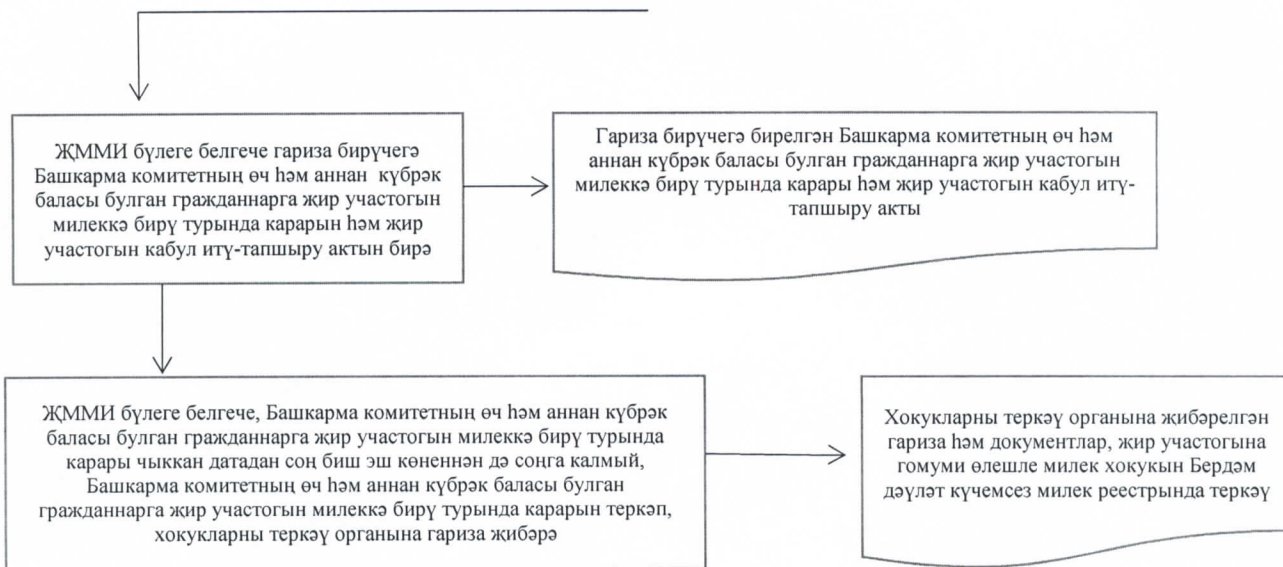 ҖММИ бүлеге белгече гариза бирүчегә
Башкарма комитетның өч һәм аннан күбрәк
баласы булган гражданнарга җир участогын
милеккә бирү турында карарын һәм җир
участогын кабул итү-тапшыру актын бирә
Гариза бирүчегә бирелгән Башкарма комитетның өч һәм
аннан күбрәк баласы булган гражданнарга җир участогын
милеккә бирү турында карары һәм җир участогын кабул итү-
тапшыру акты
ҖММИ бүлеге белгече, Башкарма комитетның өч һәм аннан күбрәк
баласы булган гражданнарга җир участогын милеккә бирү турында
карары чыккан датадан соң биш эш көненнән дә соңга калмый,
Башкарма комитетның өч һәм аннан күбрәк баласы булган
гражданнарга җир участогын милеккә бирү турында карарын теркәп,
хокукларны теркәү органына гариза җибәрә
Хокукларны теркәү органына җибәрелгән
гариза һәм документлар, җир участогына
гомуми өлешле милек хокукын Бердәм
дәүләт күчемсез милек реестрында теркәү